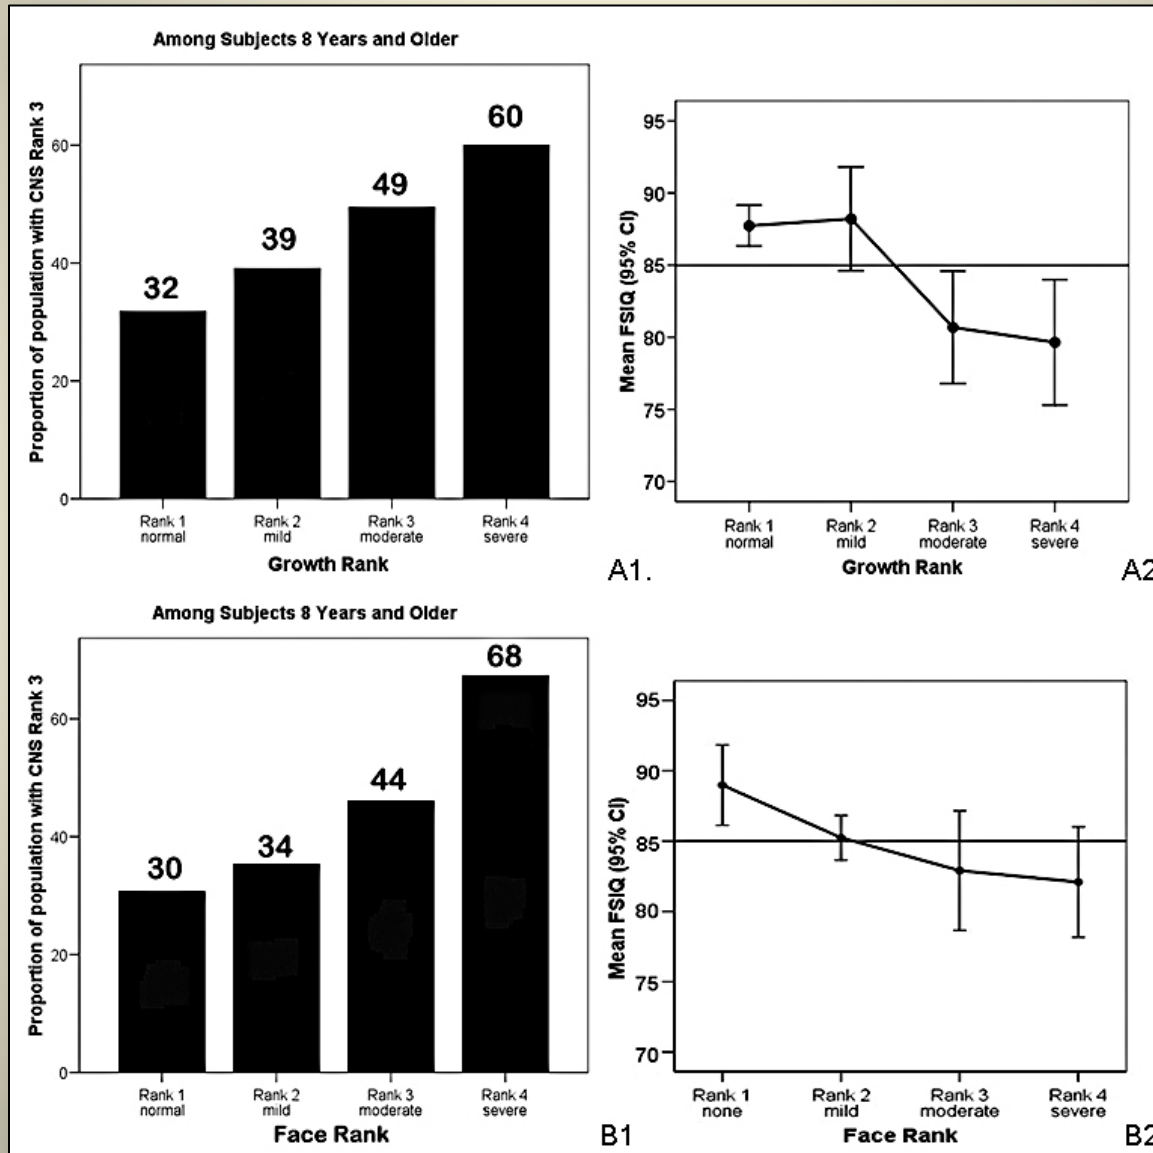 Among Subjects 8 Years and Older
Proportion of population with CNS Rank 3
60
40
20
0
32
39
49
60
Rank 1 Rank 2 Rank 3 Rank 4
normal mild moderate severe
Growth Rank
A1.
Mean FSIQ (95% CI)
95
90
85
80
75
70
Rank 1 Rank 2 Rank 3 Rank 4
normal mild moderate severe
Growth Rank
A2
Among Subjects 8 Years and Older
Proportion of population with CNS Rank 3
60
40
20
0
30
34
44
68
Rank 1 Rank 2 Rank 3 Rank 4
normal mild moderate severe
Face Rank
B1
Mean FSIQ (95% CI)
95
90
85
80
75
70
Rank 1 Rank 2 Rank 3 Rank 4
none mild moderate severe
Face Rank
B2